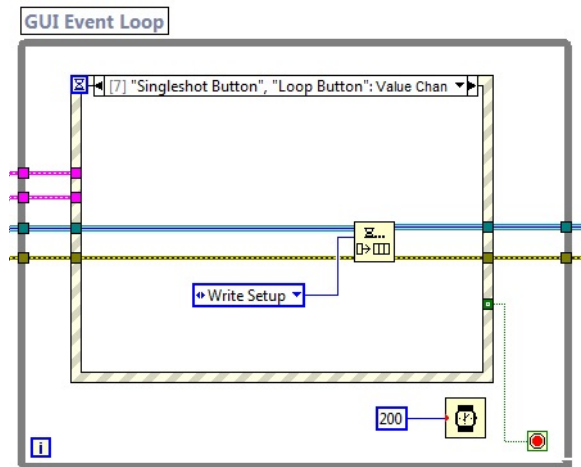 GUI Event Loop
[7] "Singleshot Button", "Loop Button": Value Chan
Write Setup
200
i